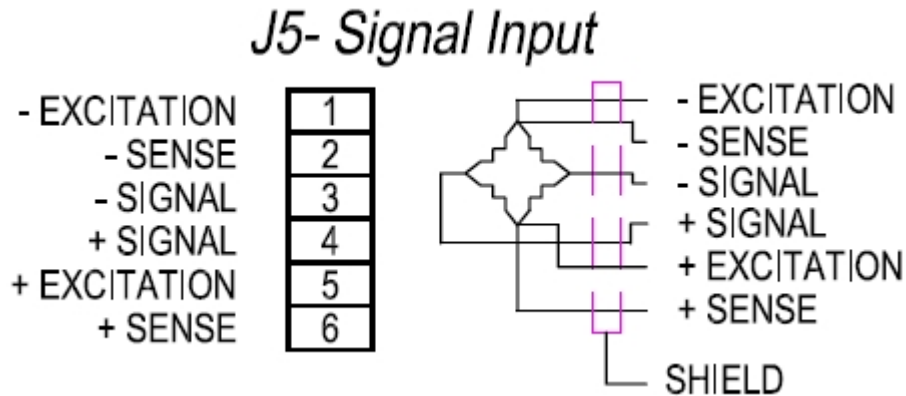 J5- Signal Input
- EXCITATION 1
- SENSE 2
- SIGNAL 3
+ SIGNAL 4
+ EXCITATION 5
+ SENSE 6
- EXCITATION
- SENSE
- SIGNAL
+ SIGNAL
+ EXCITATION
+ SENSE
SHIELD